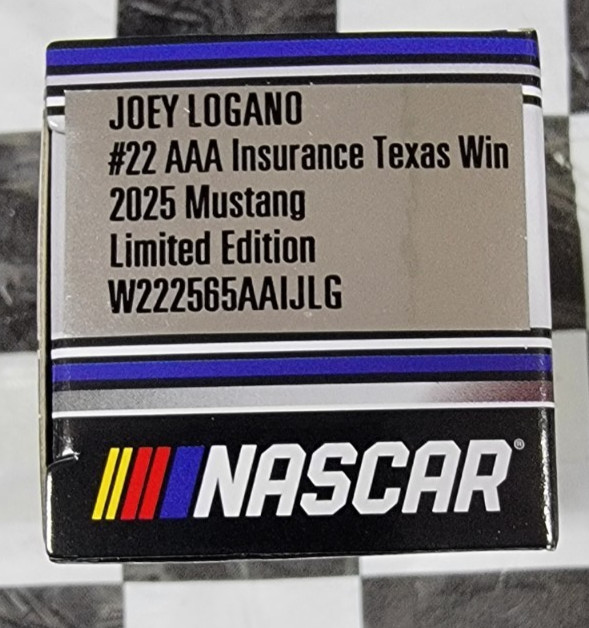 JOEY LOGANO
#22 AAA Insurance Texas Win
2025 Mustang
Limited Edition
W222565AAIJLG
NASCAR®